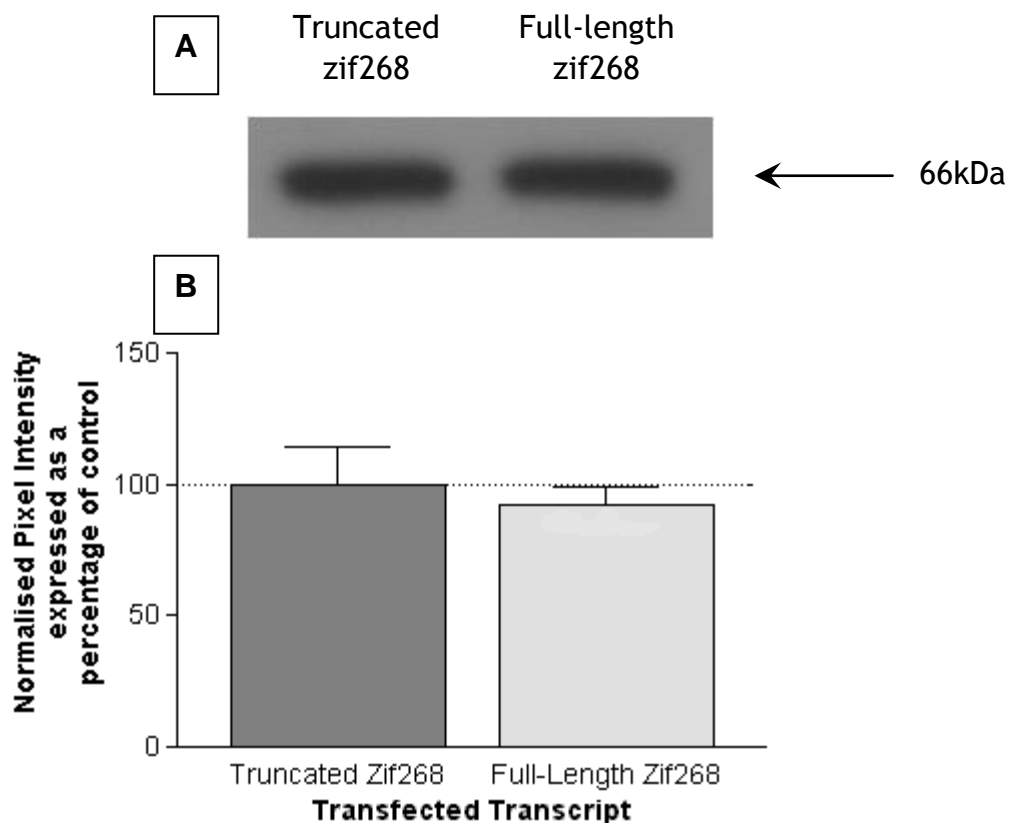 A
Truncated
zif268
Full-length
zif268
66kDa
B
Normalised Pixel Intensity
expressed as a
percentage of control
150
100
50
0
Truncated Zif268
Full-Length Zif268
Transfected Transcript